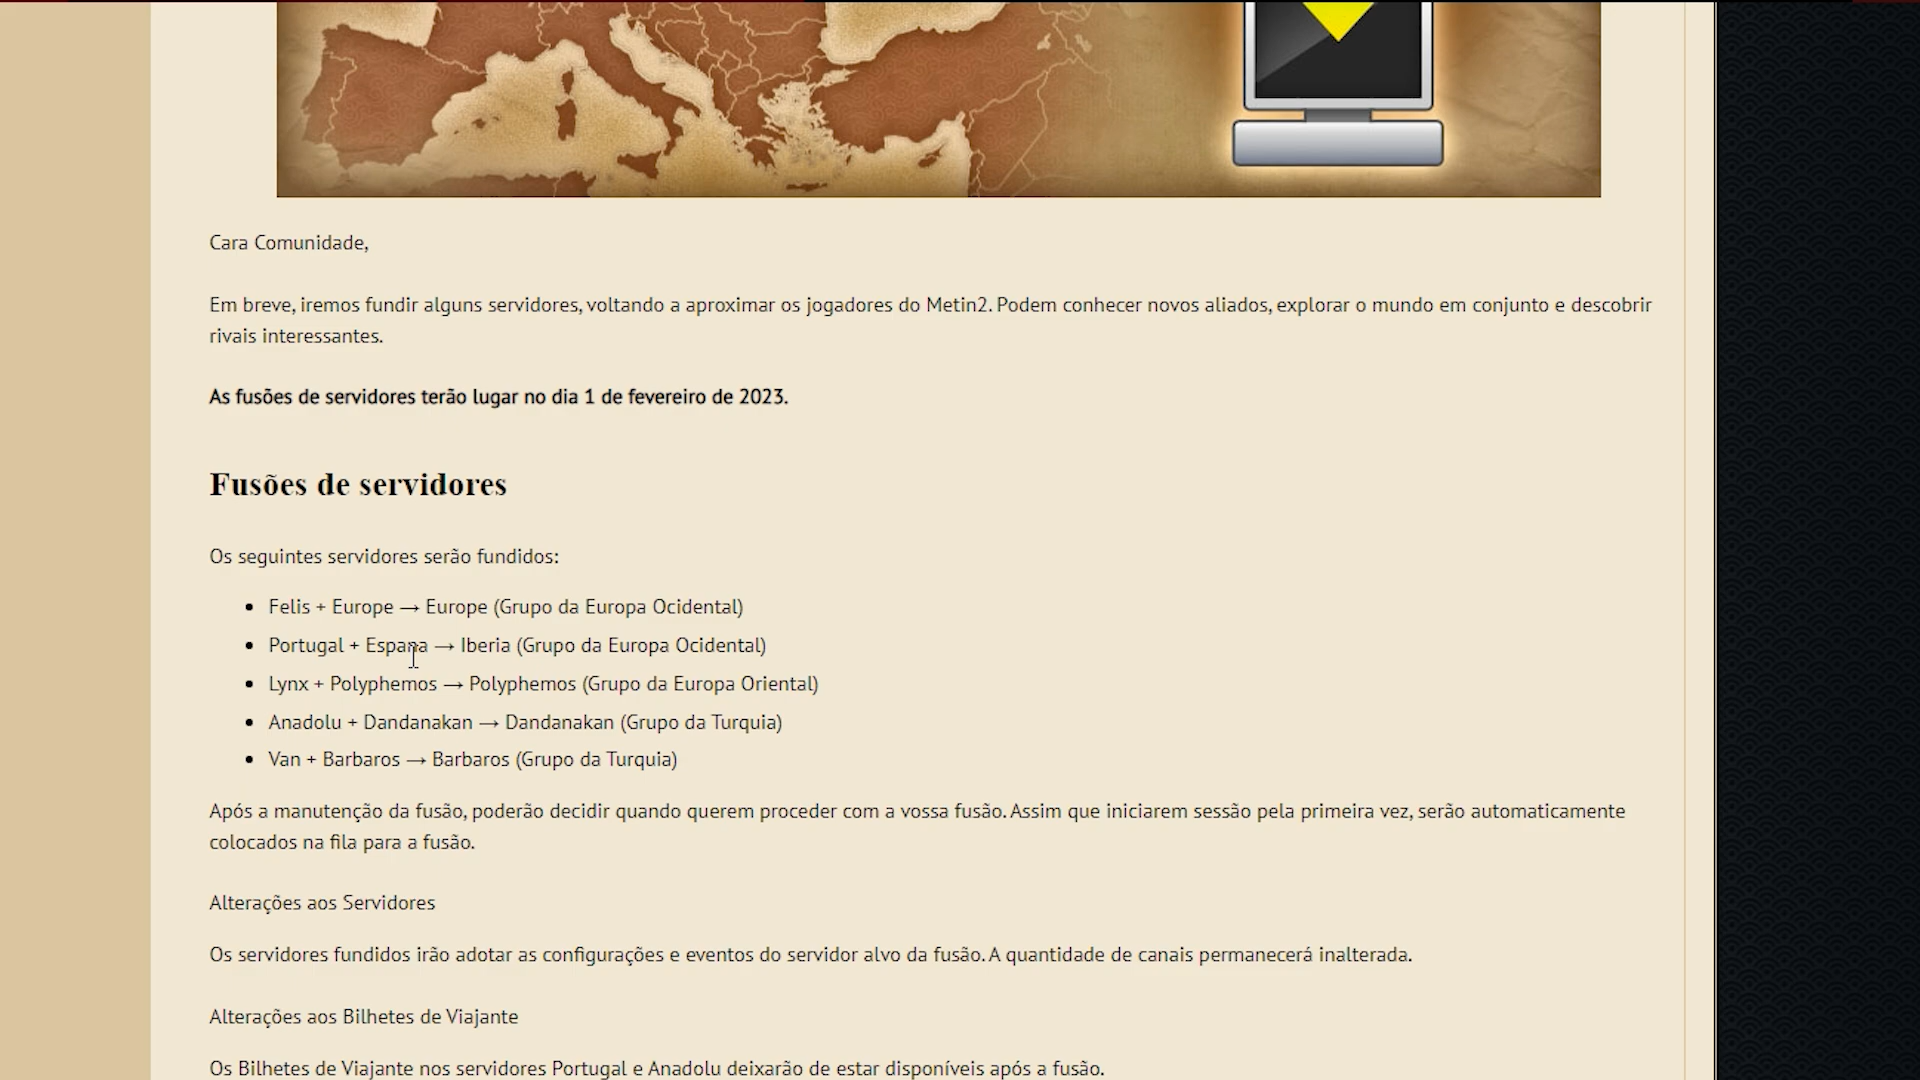 Cara Comunidade,
Em breve, iremos fundir alguns servidores, voltando a aproximar os jogadores do Metin2. Podem conhecer novos aliados, explorar o mundo em conjunto e descobrir
rivais interessantes.
As fusões de servidores terão lugar no dia 1 de fevereiro de 2023.
Fusões de servidores
Os seguintes servidores serão fundidos:
• Felis + Europe → Europe (Grupo da Europa Ocidental)
• Portugal + Espana → Iberia (Grupo da Europa Ocidental)
• Lynx + Polyphemos → Polyphemos (Grupo da Europa Oriental)
• Anadolu + Dandanakan → Dandanakan (Grupo da Turquia)
• Van + Barbaros → Barbaros (Grupo da Turquia)
Após a manutenção da fusão, poderão decidir quando querem proceder com a vossa fusão. Assim que iniciarem sessão pela primeira vez, serão automaticamente
colocados na fila para a fusão.
Alterações aos Servidores
Os servidores fundidos irão adotar as configurações e eventos do servidor alvo da fusão. A quantidade de canais permanecerá inalterada.
Alterações aos Bilhetes de Viajante
Os Bilhetes de Viajante nos servidores Portugal e Anadolu deixarão de estar disponíveis após a fusão.